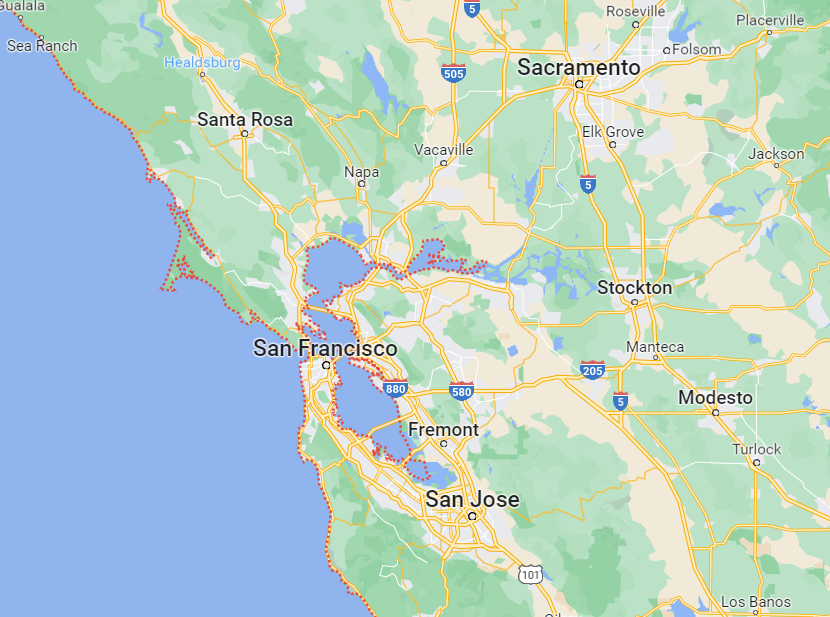 Gualala
5
Roseville
Placerville
Sea Ranch
Folsom
Healdsburg
505
Sacramento
Santa Rosa
Elk Grove
Vacaville
Jackson
Napa
5
Stockton
San Francisco
Manteca
205
880
580
5
Modesto
Fremont
Turlock
San Jose
101
Los Banos